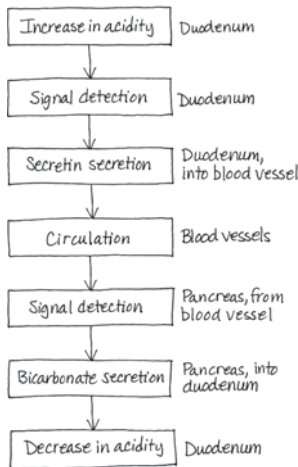 Increase in acidity Duodenum
Signal detection Duodenum
Secretin secretion Duodenum,
into blood vessel
Circulation Blood vessels
Signal detection Pancreas, from
blood vessel
Bicarbonate secretion Pancreas, into
duodenum
Decrease in acidity Duodenum